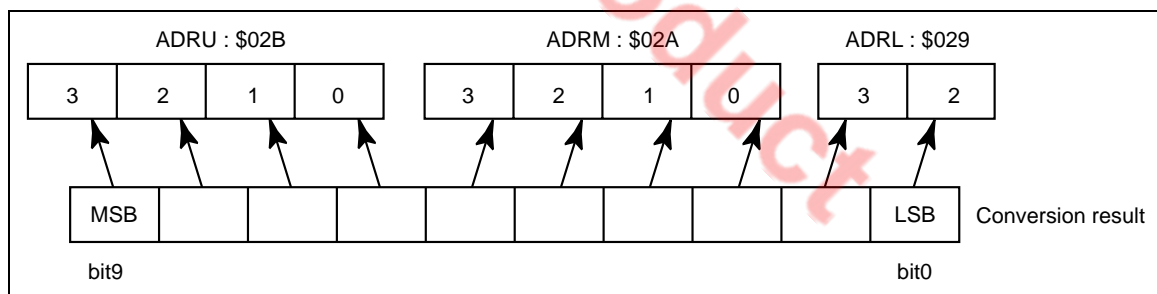 ADRU : $02B ADRM : $02A ADRL : $029
3 2 1 0 3 2 1 0 3 2
MSB LSB Conversion result
bit9 bit0
oduct